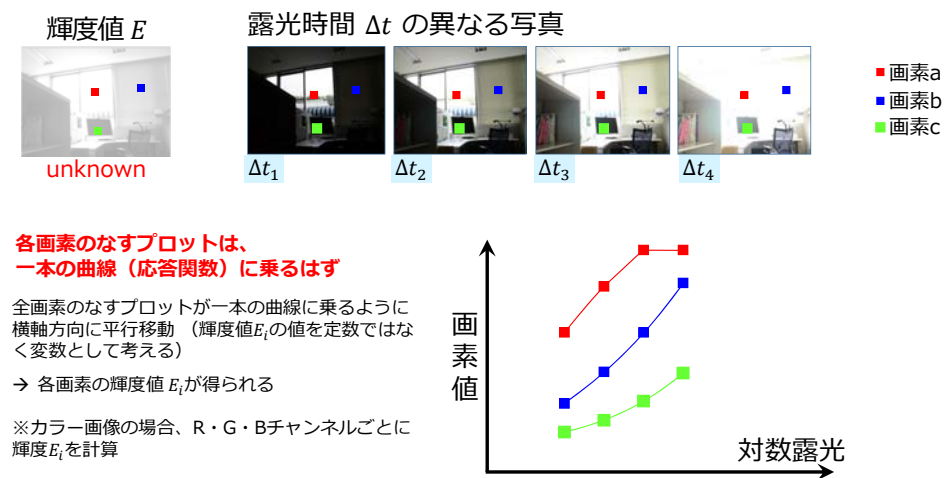 輝度値 E
露光時間 Δt の異なる写真
画素a
画素b
画素c
unknown
Δt₁
Δt₂
Δt₃
Δt₄
各画素のなすプロットは、
一本の曲線（応答関数）に乗るはず
全画素のなすプロットが一本の曲線に乗るように
横軸方向に平行移動 （輝度値Eᵢの値を定数ではな
く変数として考える）
→ 各画素の輝度値 Eᵢが得られる
※カラー画像の場合、R・G・Bチャンネルごとに
輝度Eᵢを計算
画素値
対数露光